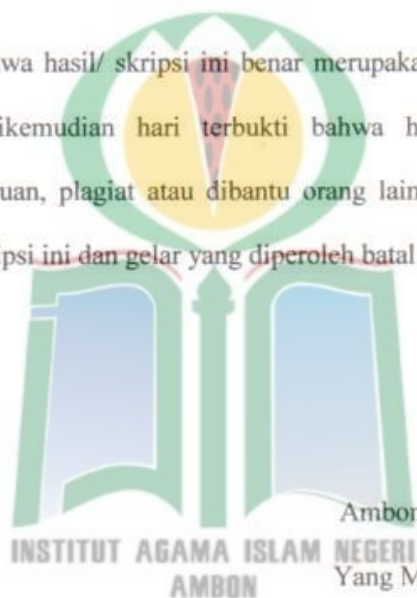 wa hasil/ skripsi ini benar merupaka
ikemudian hari terbukti bahwa h
uan, plagiat atau dibantu orang lain
ipsi ini dan gelar yang diperoleh batal
Ambon
INSTITUT AGAMA ISLAM NEGERI
AMBON
Yang M